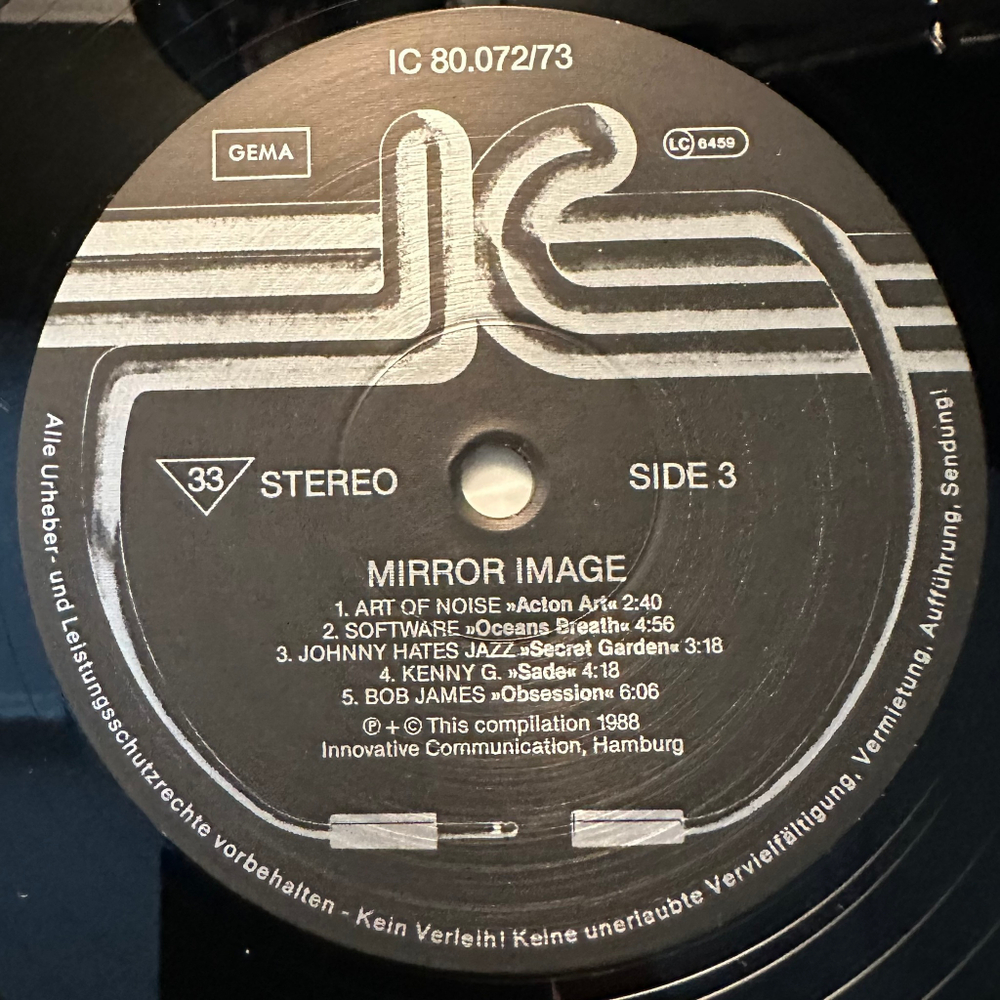 IC 80.072/73
GEMA
LC 6459
IC
33 STEREO
SIDE 3
MIRROR IMAGE
1. ART OF NOISE »Acton Art« 2:40
2. SOFTWARE »Oceans Breath« 4:56
3. JOHNNY HATES JAZZ »Secret Garden« 3:18
4. KENNY G. »Sade« 4:18
5. BOB JAMES »Obsession« 6:06
℗ + © This compilation 1988
Innovative Communication, Hamburg
Alle Urheber- und Leistungsschutzrechte vorbehalten - Kein Verleih! Keine unerlaubte Vervielfältigung, Vermietung, Aufführung, Sendung!